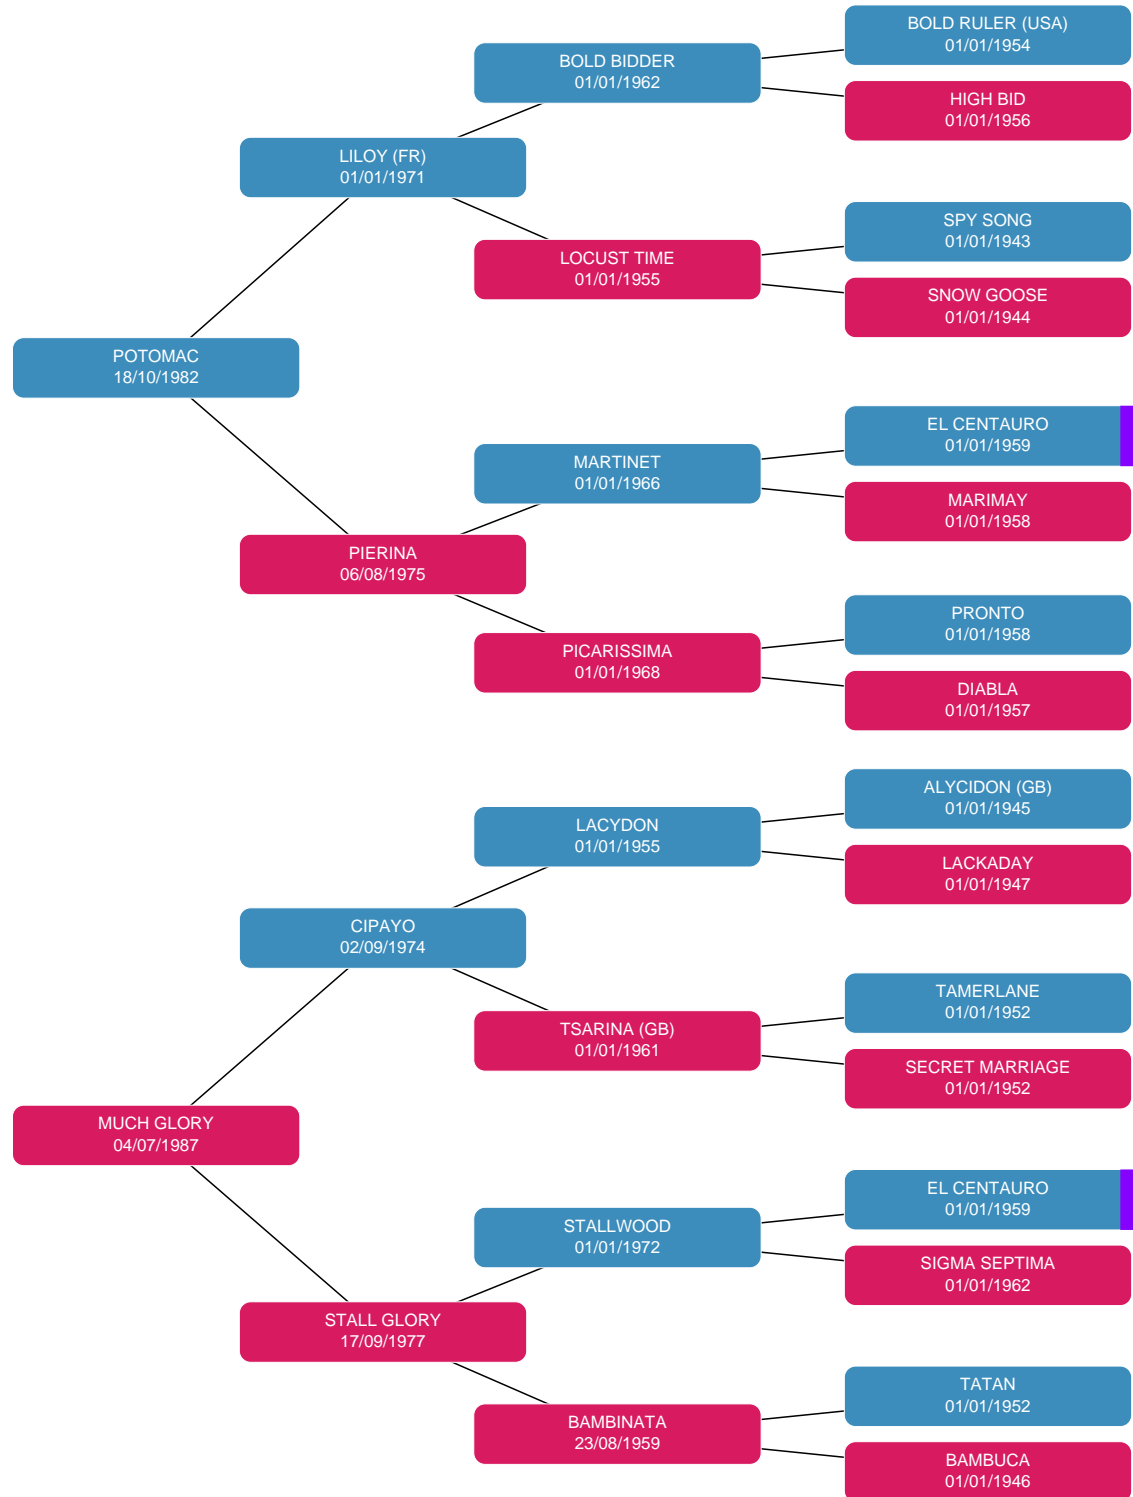 BOLD RULER (USA)
01/01/1954
BOLD BIDDER
01/01/1962
HIGH BID
01/01/1956
LILOY (FR)
01/01/1971
SPY SONG
01/01/1943
LOCUST TIME
01/01/1955
SNOW GOOSE
01/01/1944
POTOMAC
18/10/1982
EL CENTAURO
01/01/1959
MARTINET
01/01/1966
MARIMAY
01/01/1958
PIERINA
06/08/1975
PRONTO
01/01/1958
PICARISSIMA
01/01/1968
DIABLA
01/01/1957
ALYCIDON (GB)
01/01/1945
LACYDON
01/01/1955
LACKADAY
01/01/1947
CIPAYO
02/09/1974
TAMERLANE
01/01/1952
TSARINA (GB)
01/01/1961
SECRET MARRIAGE
01/01/1952
MUCH GLORY
04/07/1987
EL CENTAURO
01/01/1959
STALLWOOD
01/01/1972
SIGMA SEPTIMA
01/01/1962
STALL GLORY
17/09/1977
TATAN
01/01/1952
BAMBINATA
23/08/1959
BAMBUCA
01/01/1946